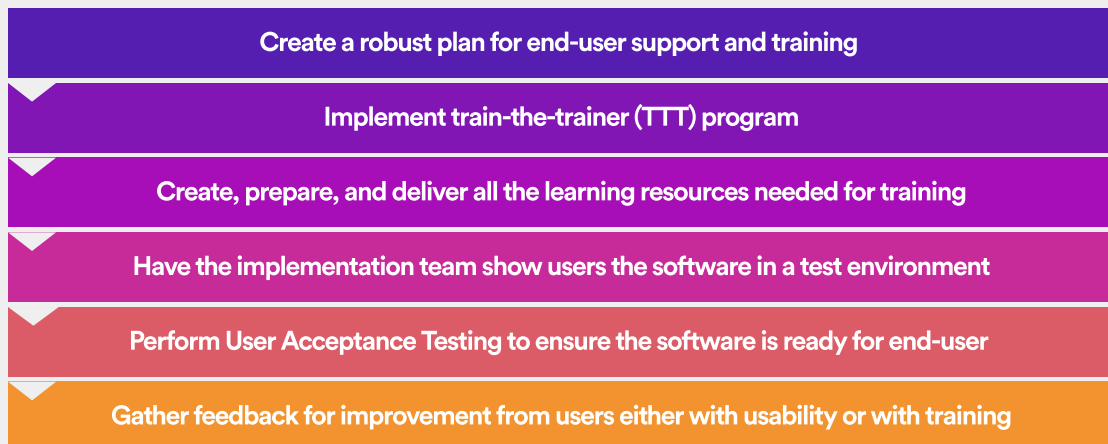 Create a robust plan for end-user support and training
Implement train-the-trainer (TTT) program
Create, prepare, and deliver all the learning resources needed for training
Have the implementation team show users the software in a test environment
Perform User Acceptance Testing to ensure the software is ready for end-user
Gather feedback for improvement from users either with usability or with training